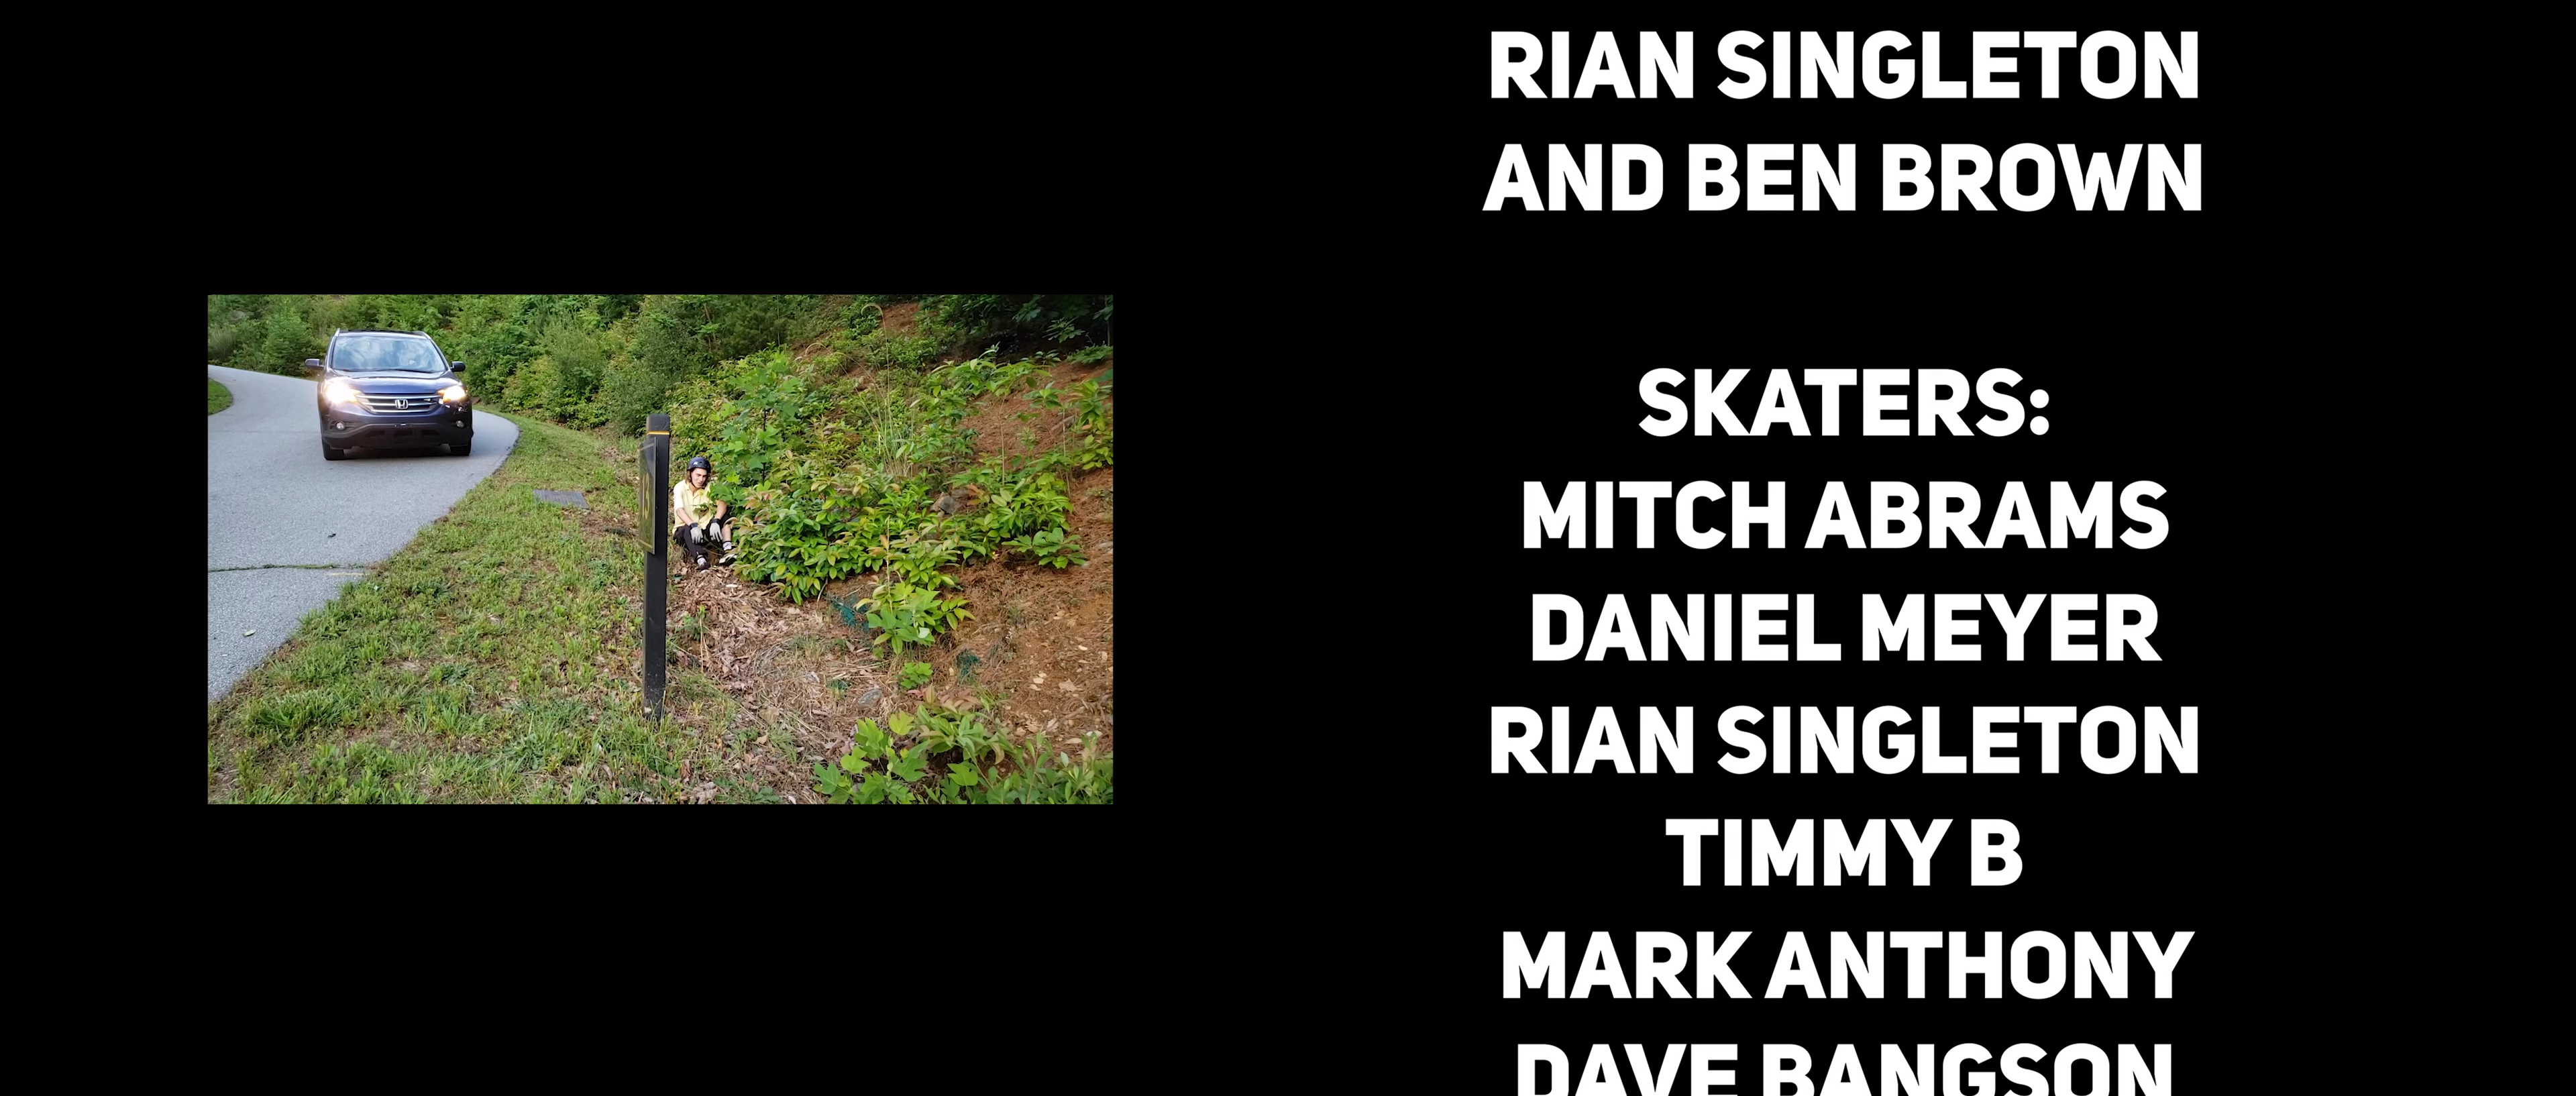 RIAN SINGLETON
AND BEN BROWN
SKATERS:
MITCH ABRAMS
DANIEL MEYER
RIAN SINGLETON
TIMMY B
MARK ANTHONY
DAVE BANGSON